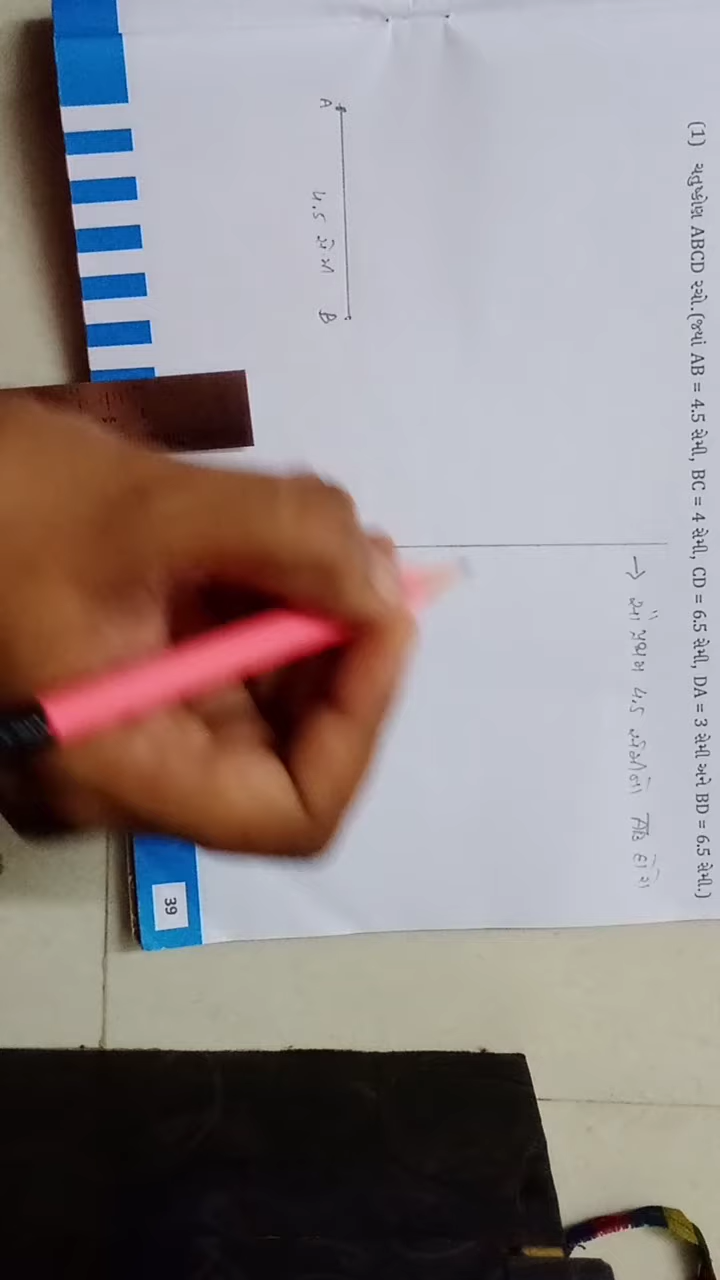 (1) ચતુષ્કોણ ABCD રચો.(જ્યાં AB = 4.5 સેમી, BC = 4 સેમી, CD = 6.5 સેમી, DA = 3 સેમી અને BD = 6.5 સેમી.)
→ પ્રથમ 4.5 સેમીનો AB દોરો
A
4.5 સેમી
B
39